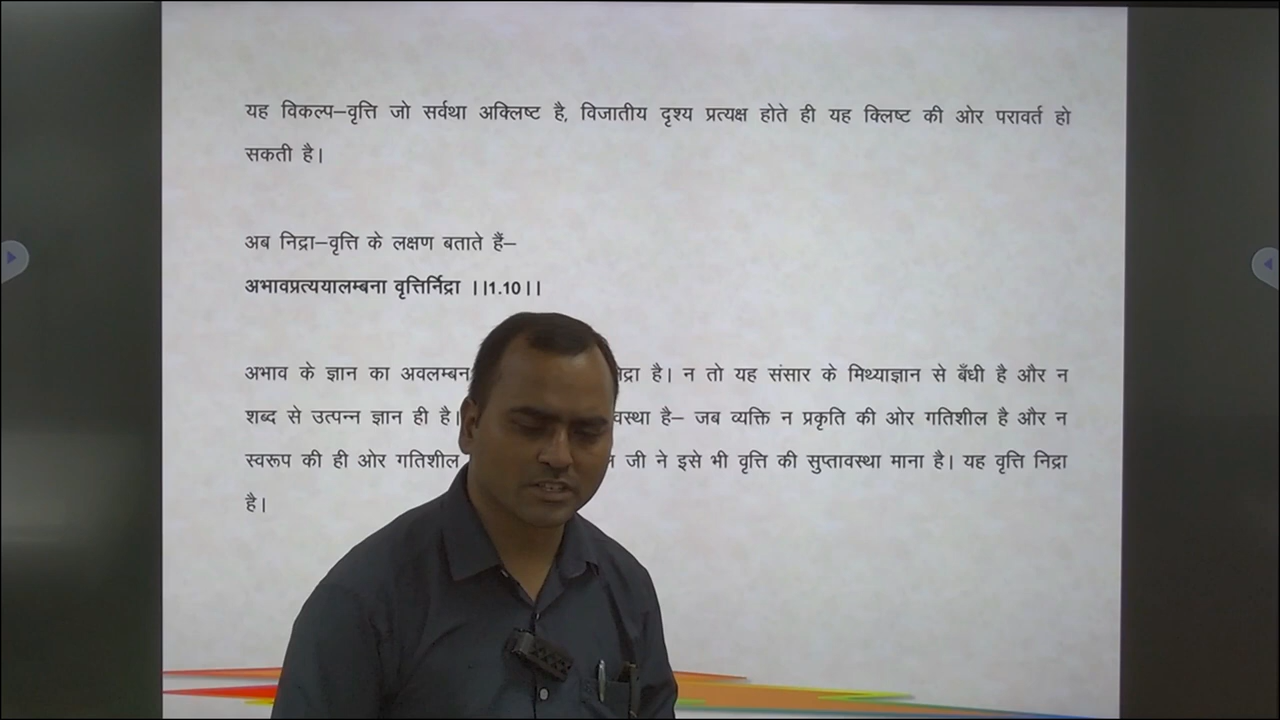 यह विकल्प–वृत्ति जो सर्वथा अक्लिष्ट है, विजातीय दृश्य प्रत्यक्ष होते ही यह क्लिष्ट की ओर परावर्त हो
सकती है।
अब निद्रा–वृत्ति के लक्षण बताते हैं–
अभावप्रत्ययालम्बना वृत्तिर्निद्रा ।।1.10।।
अभाव के ज्ञान का अवलम्बन है। न तो यह संसार के मिथ्याज्ञान से बँधी है और न
शब्द से उत्पन्न ज्ञान ही है। है– जब व्यक्ति न प्रकृति की ओर गतिशील है और न
स्वरूप की ही ओर गतिशील जी ने इसे भी वृत्ति की सुप्तावस्था माना है। यह वृत्ति निद्रा
है।